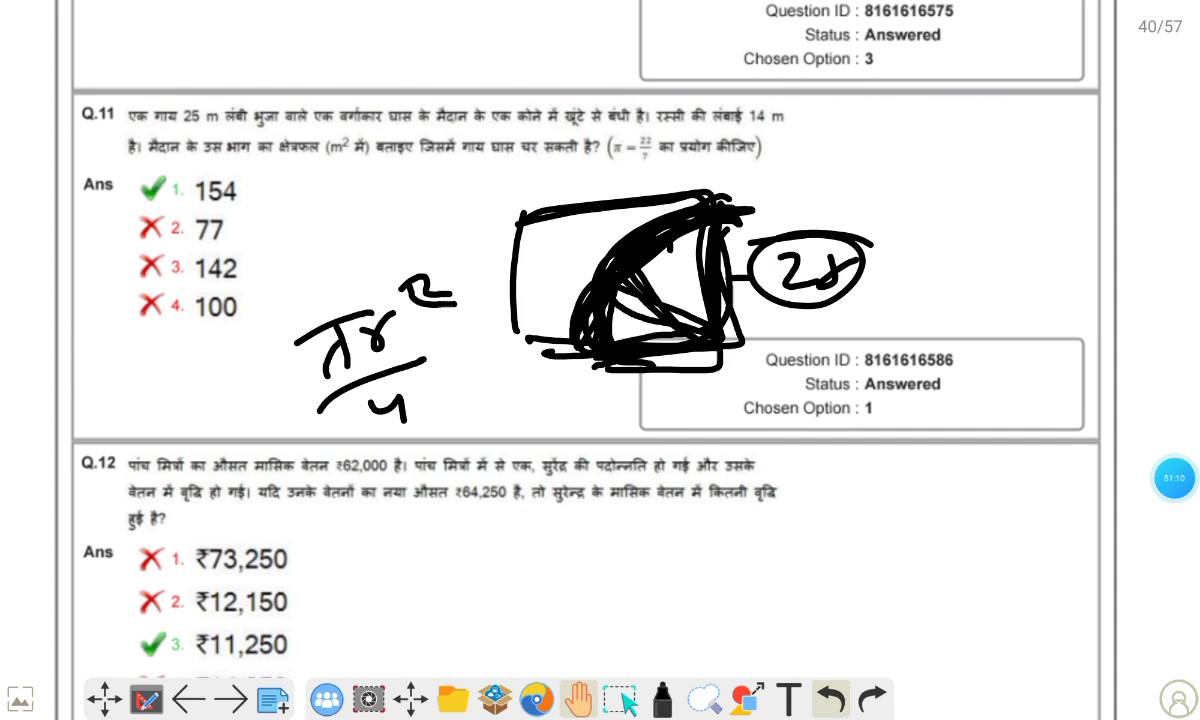 Question ID : 8161616575
40/57
Status : Answered
Chosen Option : 3
Q.11 एक गाय 25 m लंबी भुजा वाले एक वर्गाकार घास के मैदान के एक कोने में खूंटे से बंधी है। रस्सी की लंबाई 14 m
है। मैदान के उस भाग का क्षेत्रफल (m² में) बताइए जिसमें गाय घास चर सकती है? (π = 22/7 का प्रयोग कीजिए)
Ans
1. 154
2. 77
3. 142
4. 100
πr²/4
25
Question ID : 8161616586
Status : Answered
Chosen Option : 1
Q.12 पांच मित्रों का औसत मासिक वेतन ₹62,000 है। पांच मित्रों में से एक, सुरेंद्र की पदोन्नति हो गई और उसके
वेतन में वृद्धि हो गई। यदि उनके वेतनों का नया औसत ₹64,250 है, तो सुरेन्द्र के मासिक वेतन में कितनी वृद्धि
हुई है?
Ans
1. ₹73,250
2. ₹12,150
3. ₹11,250
51:10
T